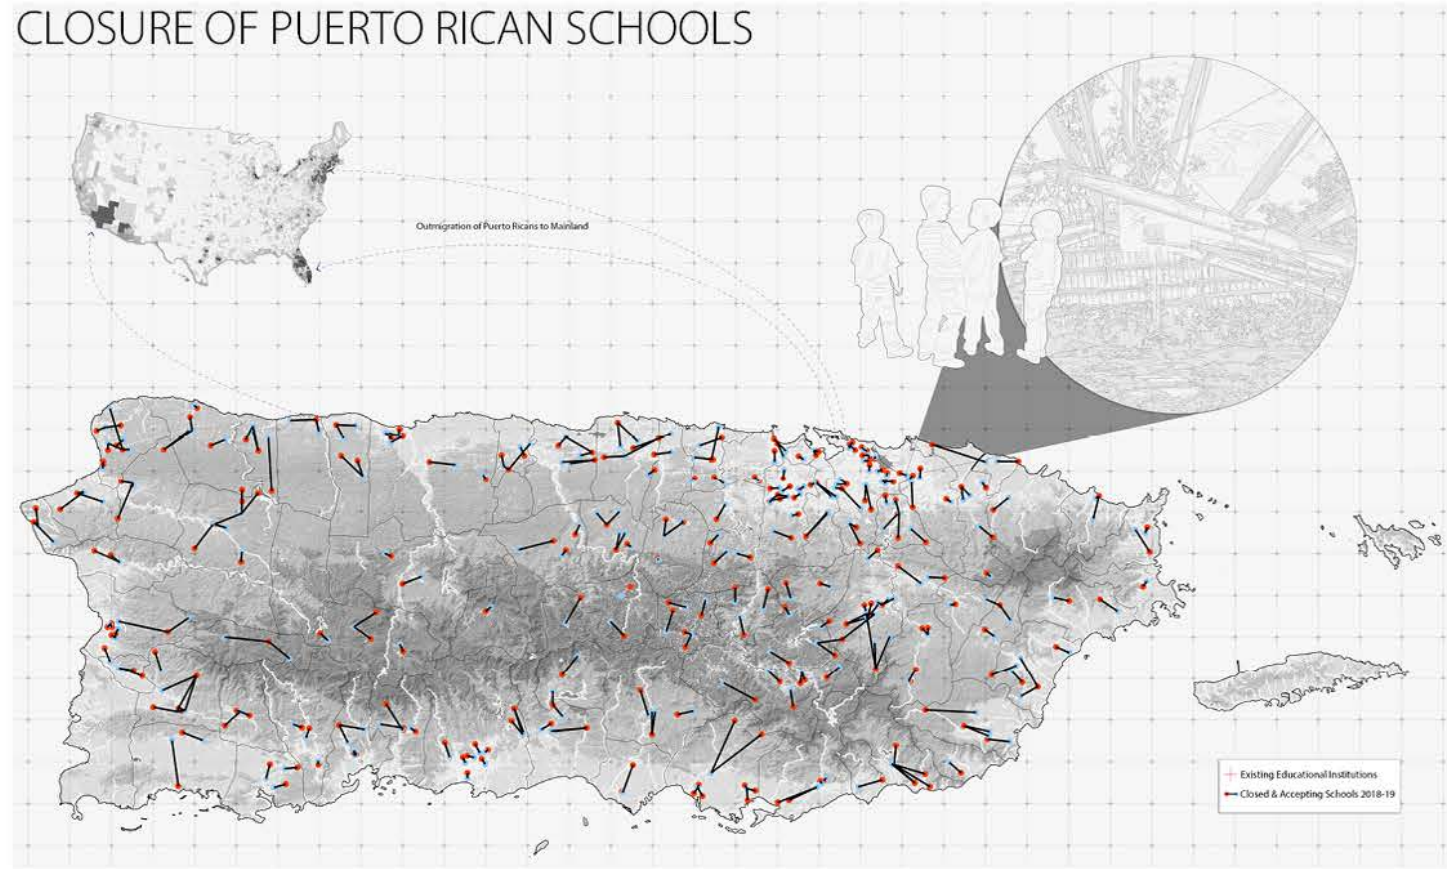 CLOSURE OF PUERTO RICAN SCHOOLS
Outmigration of Puerto Ricans to Mainland
Existing Educational Institutions
Closed & Accepting Schools 2018-19